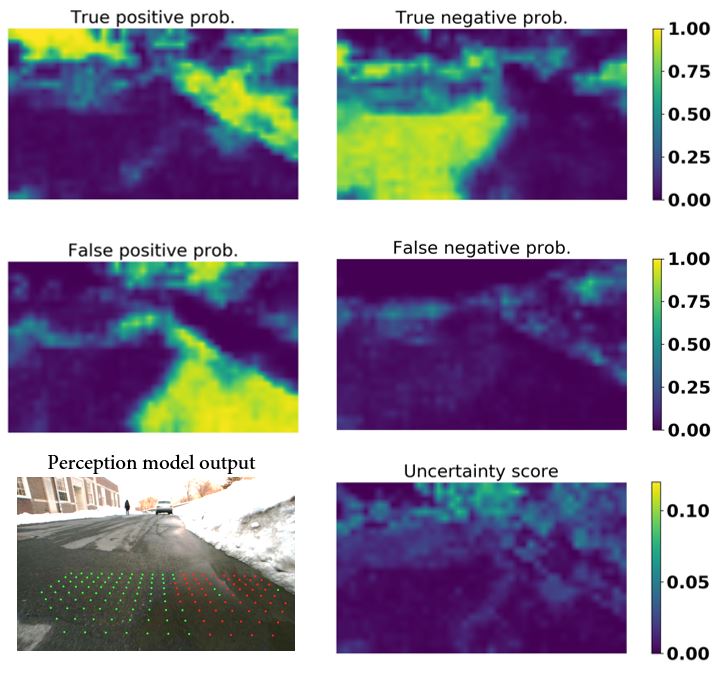 True positive prob.
True negative prob.
1.00
0.75
0.50
0.25
0.00
False positive prob.
False negative prob.
1.00
0.75
0.50
0.25
0.00
Perception model output
Uncertainty score
0.10
0.05
0.00